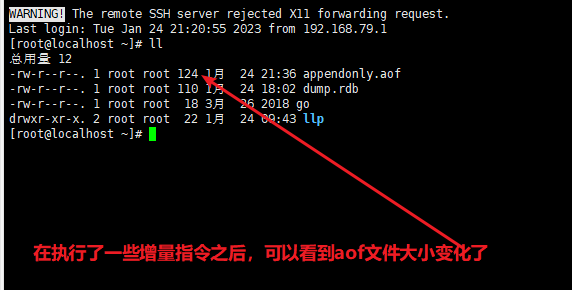 WARNING! The remote SSH server rejected X11 forwarding request.
Last login: Tue Jan 24 21:20:55 2023 from 192.168.79.1
[root@localhost ~]# ll
总用量 12
-rw-r--r--. 1 root root 124 1月  24 21:36 appendonly.aof
-rw-r--r--. 1 root root 110 1月  24 18:02 dump.rdb
-rw-r--r--. 1 root root  18 3月  26 2018 go
drwxr-xr-x. 2 root root  22 1月  24 09:43 llp
[root@localhost ~]#
在执行了一些增量指令之后，可以看到aof文件大小变化了